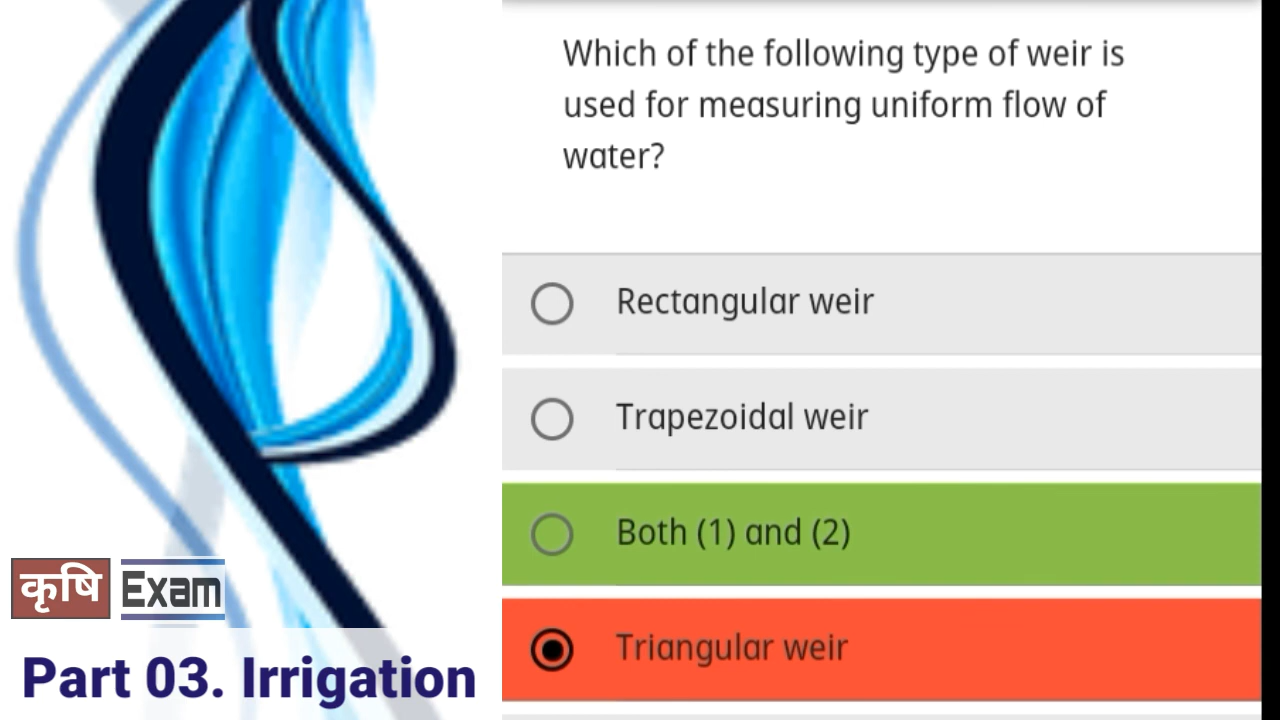 Which of the following type of weir is
used for measuring uniform flow of
water?
Rectangular weir
Trapezoidal weir
Both (1) and (2)
Triangular weir
कृषि Exam
Part 03. Irrigation